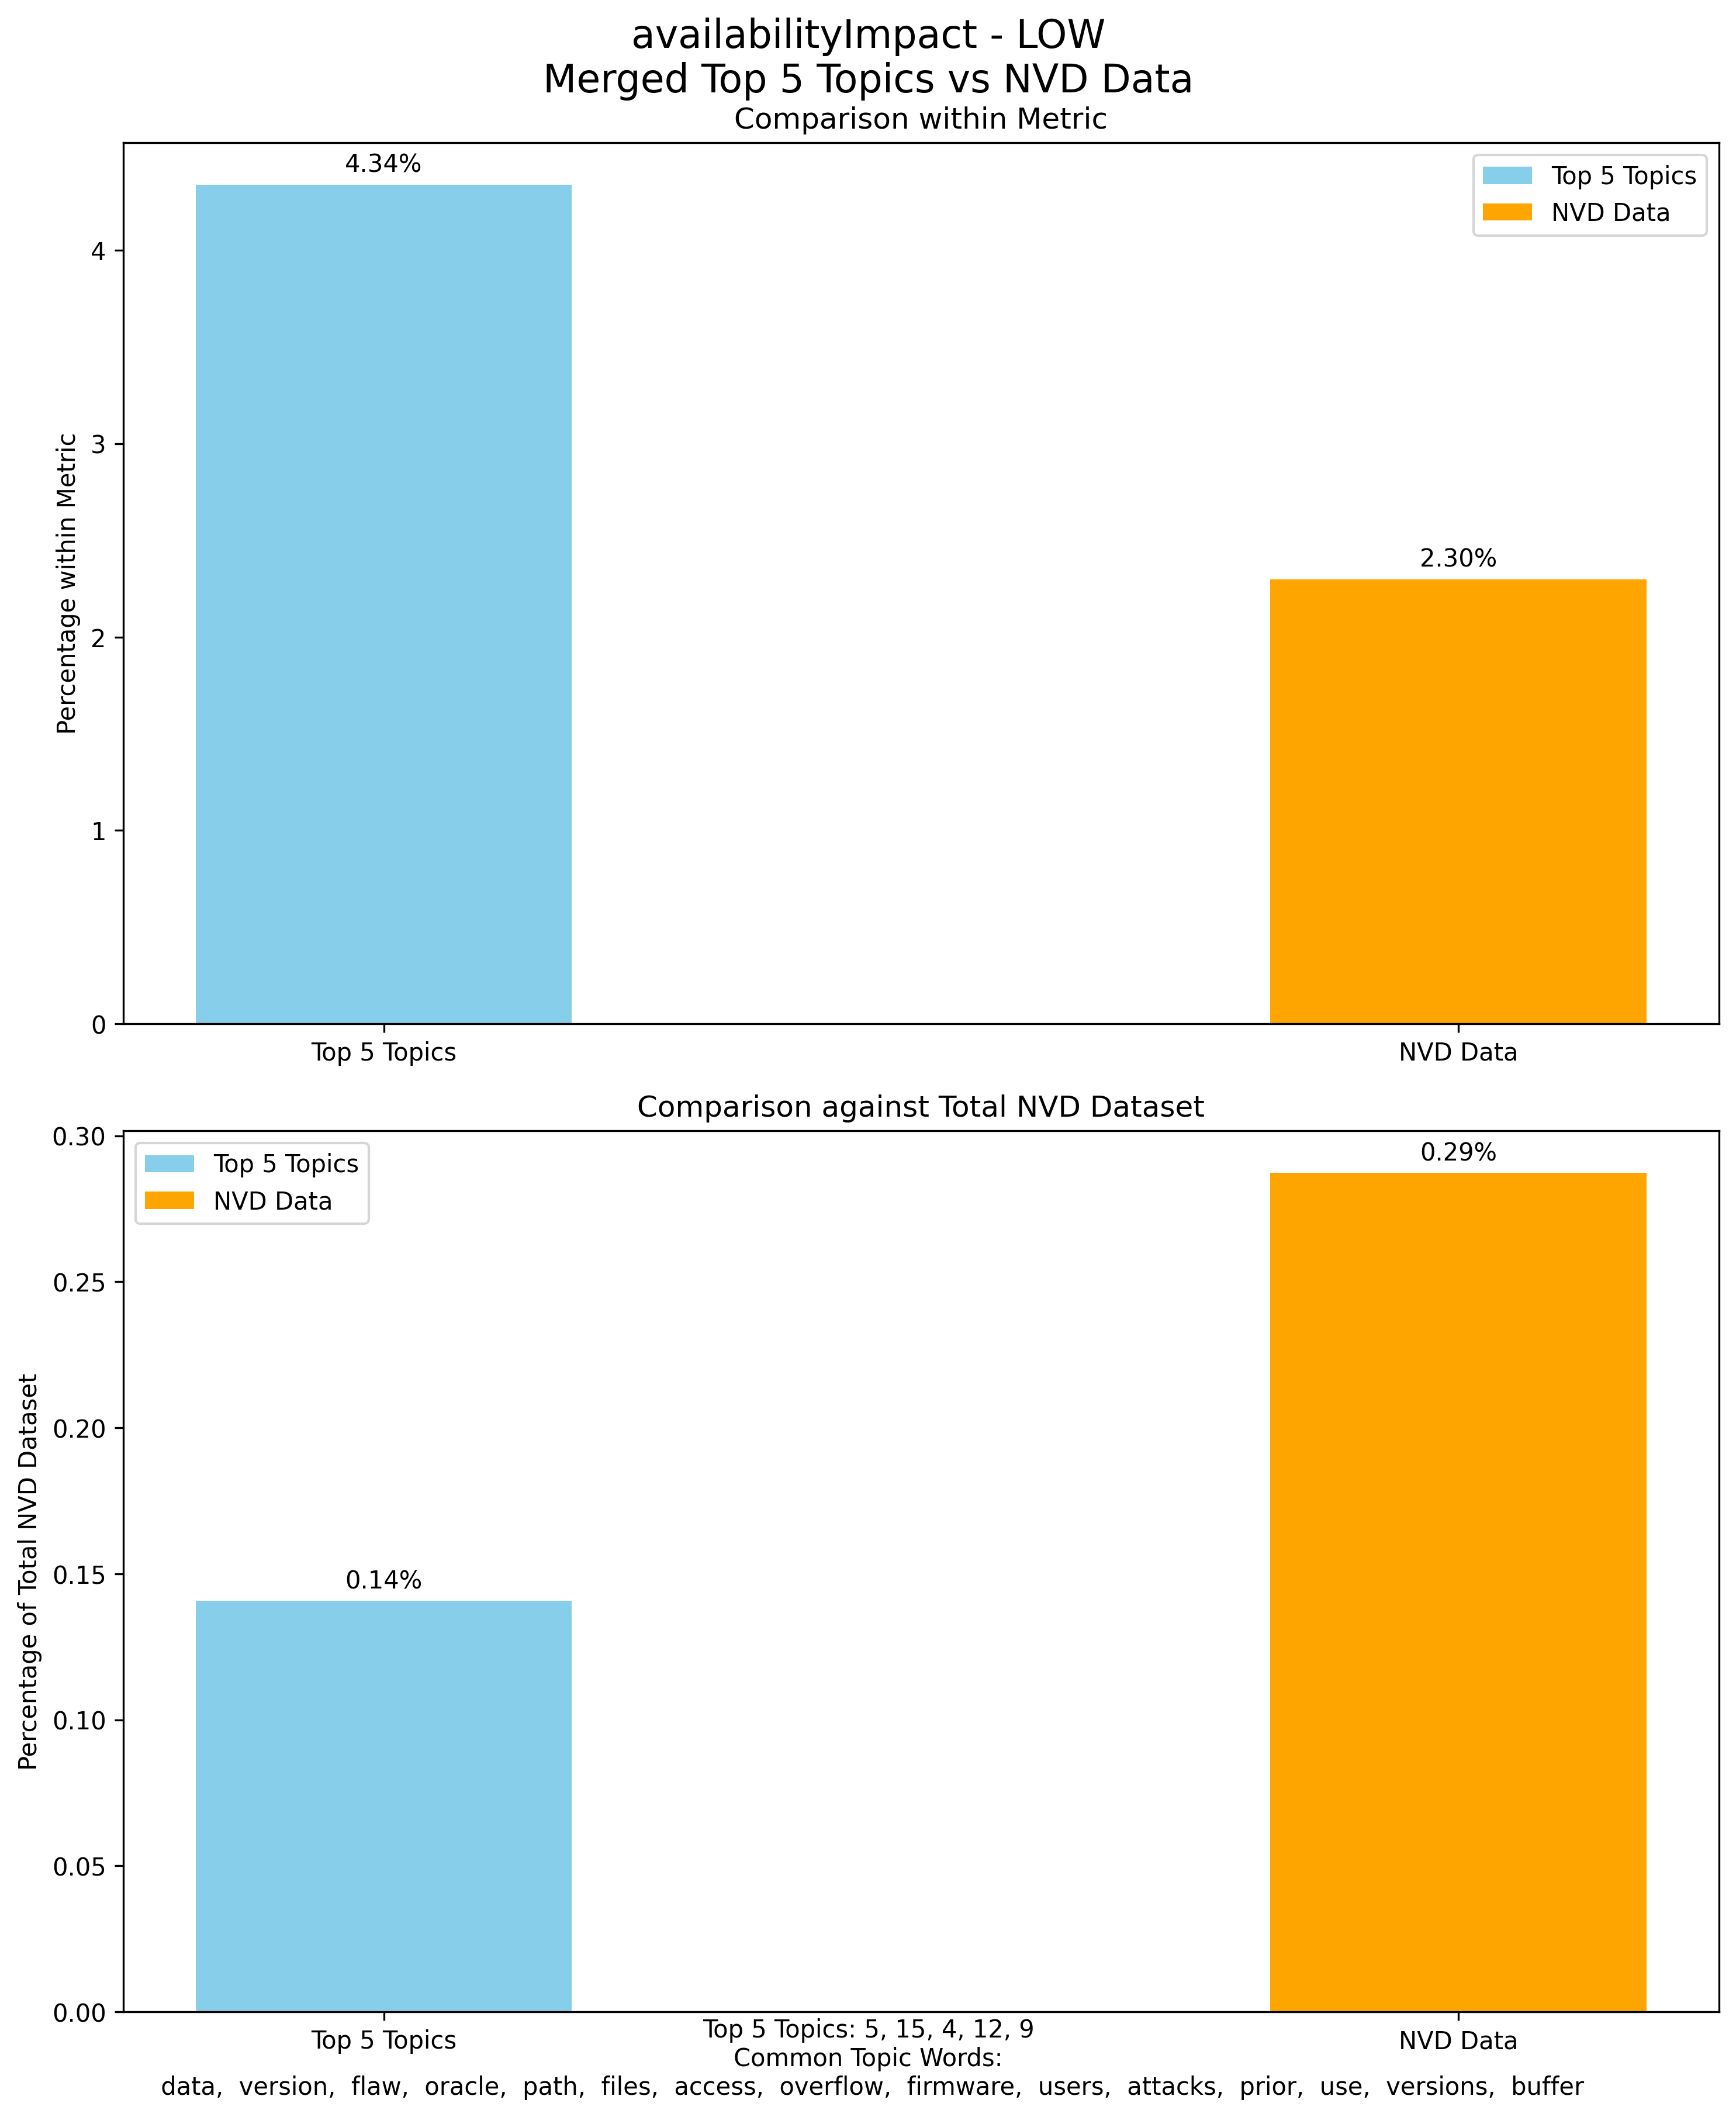 availabilityImpact - LOW
Merged Top 5 Topics vs NVD Data
Comparison within Metric
4.34%
Top 5 Topics
NVD Data
4
3
2.30%
2
1
0
Percentage within Metric
Top 5 Topics
NVD Data
Comparison against Total NVD Dataset
0.30
0.29%
Top 5 Topics
NVD Data
0.25
0.20
0.15
0.14%
0.10
0.05
0.00
Percentage of Total NVD Dataset
Top 5 Topics
NVD Data
Top 5 Topics: 5, 15, 4, 12, 9
Common Topic Words:
data, version, flaw, oracle, path, files, access, overflow, firmware, users, attacks, prior, use, versions, buffer